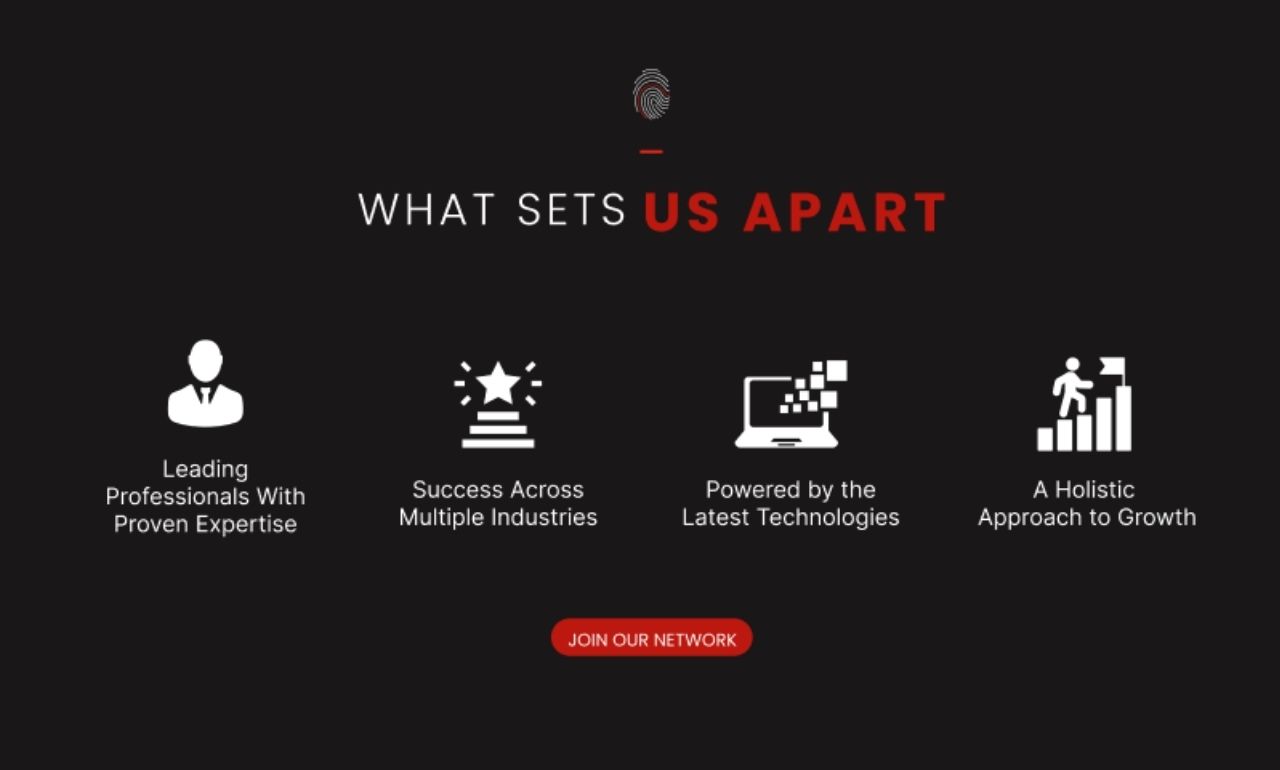 WHAT SETS US APART
Leading
Professionals With
Proven Expertise
Success Across
Multiple Industries
Powered by the
Latest Technologies
A Holistic
Approach to Growth
JOIN OUR NETWORK